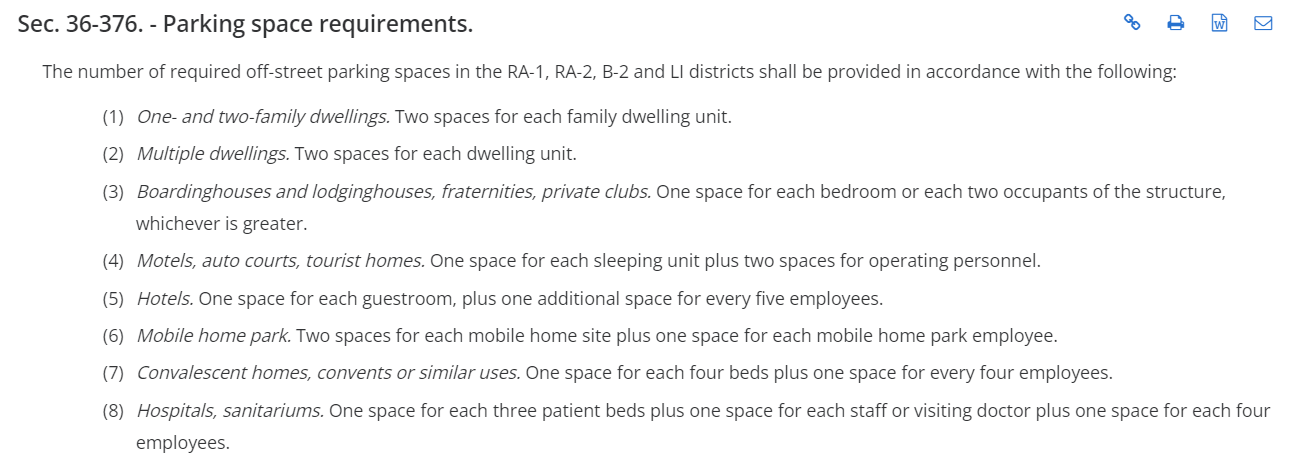 Sec. 36-376. - Parking space requirements.
The number of required off-street parking spaces in the RA-1, RA-2, B-2 and LI districts shall be provided in accordance with the following:
(1) One- and two-family dwellings. Two spaces for each family dwelling unit.
(2) Multiple dwellings. Two spaces for each dwelling unit.
(3) Boardinghouses and lodginghouses, fraternities, private clubs. One space for each bedroom or each two occupants of the structure,
whichever is greater.
(4) Motels, auto courts, tourist homes. One space for each sleeping unit plus two spaces for operating personnel.
(5) Hotels. One space for each guestroom, plus one additional space for every five employees.
(6) Mobile home park. Two spaces for each mobile home site plus one space for each mobile home park employee.
(7) Convalescent homes, convents or similar uses. One space for each four beds plus one space for every four employees.
(8) Hospitals, sanitariums. One space for each three patient beds plus one space for each staff or visiting doctor plus one space for each four
employees.